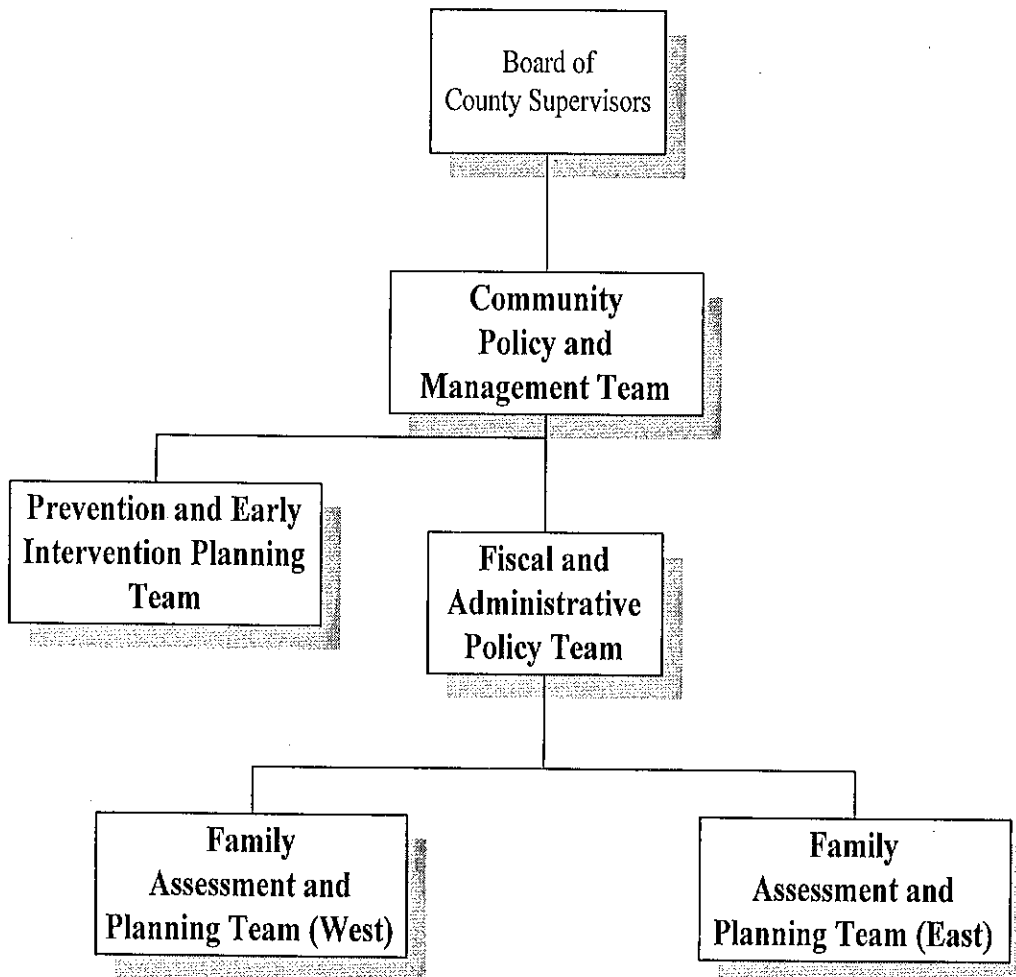 Board of
County Supervisors
Community
Policy and
Management Team
Prevention and Early
Intervention Planning
Team
Fiscal and
Administrative
Policy Team
Family
Assessment and
Planning Team (West)
Family
Assessment and
Planning Team (East)